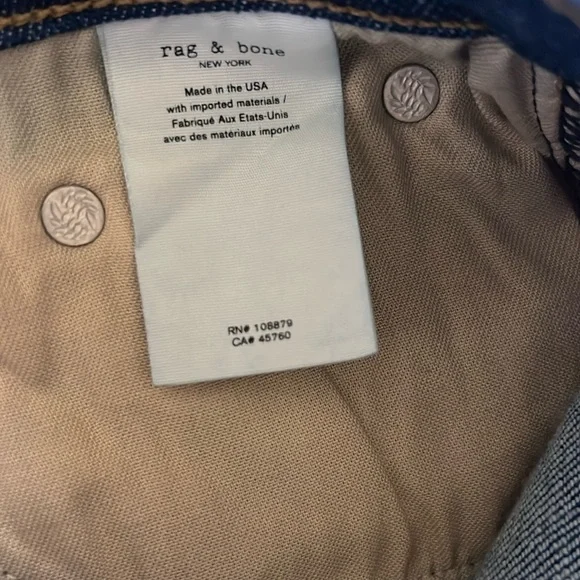 rag & bone
NEW YORK
Made in the USA
with imported materials /
Fabriqué Aux Etats-Unis
avec des matériaux importés
RN# 108879
CA# 45760